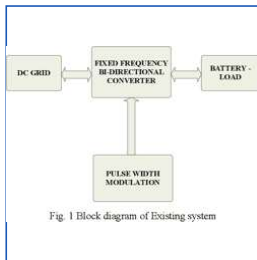 DC GRID
FIXED FREQUENCY
BI-DIRECTIONAL
CONVERTER
BATTERY -
LOAD
PULSE WIDTH
MODULATION
Fig. 1 Block diagram of Existing system